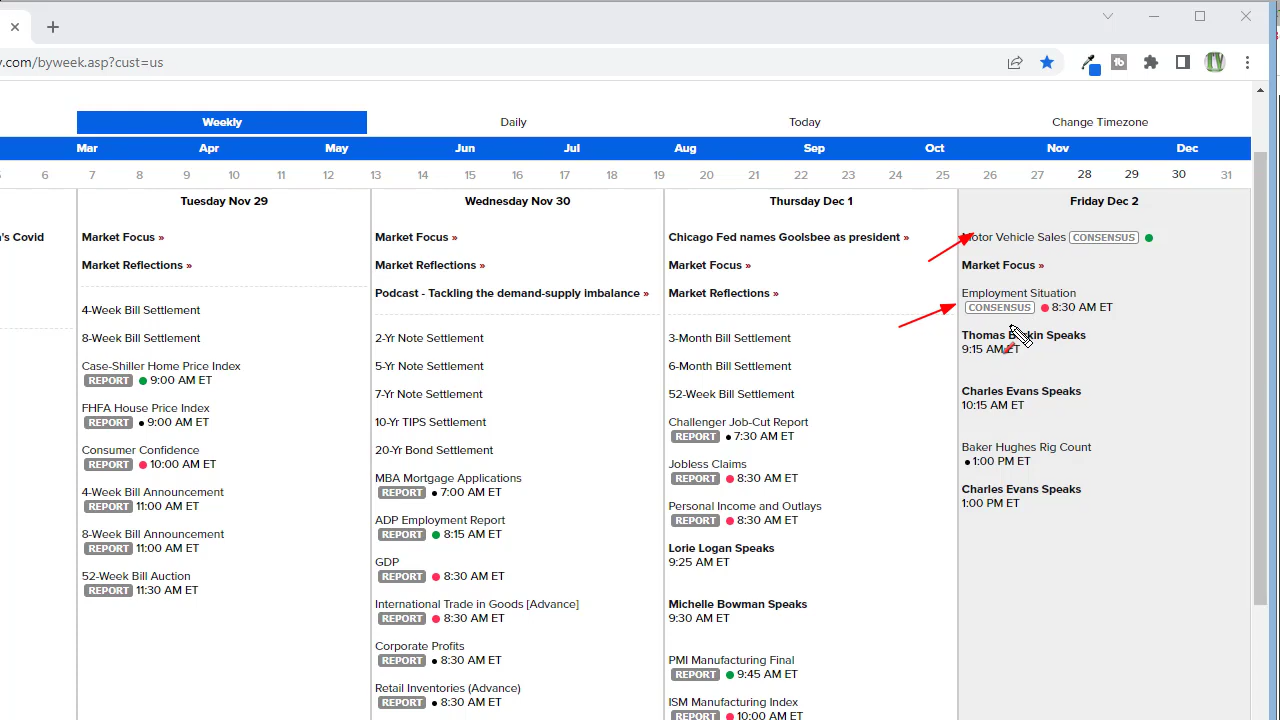 y.com/byweek.asp?cust=us
Weekly
Daily
Today
Change Timezone
Mar Apr May Jun Jul Aug Sep Oct Nov Dec
6 7 8 9 10 11 12 13 14 15 16 17 18 19 20 21 22 23 24 25 26 27 28 29 30 31
's Covid
Tuesday Nov 29
Market Focus »
Market Reflections »
4-Week Bill Settlement
8-Week Bill Settlement
Case-Shiller Home Price Index
REPORT 9:00 AM ET
FHFA House Price Index
REPORT 9:00 AM ET
Consumer Confidence
REPORT 10:00 AM ET
4-Week Bill Announcement
REPORT 11:00 AM ET
8-Week Bill Announcement
REPORT 11:00 AM ET
52-Week Bill Auction
REPORT 11:30 AM ET
Wednesday Nov 30
Market Focus »
Market Reflections »
Podcast - Tackling the demand-supply imbalance »
2-Yr Note Settlement
5-Yr Note Settlement
7-Yr Note Settlement
10-Yr TIPS Settlement
20-Yr Bond Settlement
MBA Mortgage Applications
REPORT 7:00 AM ET
ADP Employment Report
REPORT 8:15 AM ET
GDP
REPORT 8:30 AM ET
International Trade in Goods [Advance]
REPORT 8:30 AM ET
Corporate Profits
REPORT 8:30 AM ET
Retail Inventories (Advance)
REPORT 8:30 AM ET
Thursday Dec 1
Chicago Fed names Goolsbee as president »
Market Focus »
Market Reflections »
3-Month Bill Settlement
6-Month Bill Settlement
52-Week Bill Settlement
Challenger Job-Cut Report
REPORT 7:30 AM ET
Jobless Claims
REPORT 8:30 AM ET
Personal Income and Outlays
REPORT 8:30 AM ET
Lorie Logan Speaks
9:25 AM ET
Michelle Bowman Speaks
9:30 AM ET
PMI Manufacturing Final
REPORT 9:45 AM ET
ISM Manufacturing Index
REPORT 10:00 AM ET
Friday Dec 2
Motor Vehicle Sales CONSENSUS
Market Focus »
Employment Situation
CONSENSUS 8:30 AM ET
Thomas Barkin Speaks
9:15 AM ET
Charles Evans Speaks
10:15 AM ET
Baker Hughes Rig Count
1:00 PM ET
Charles Evans Speaks
1:00 PM ET